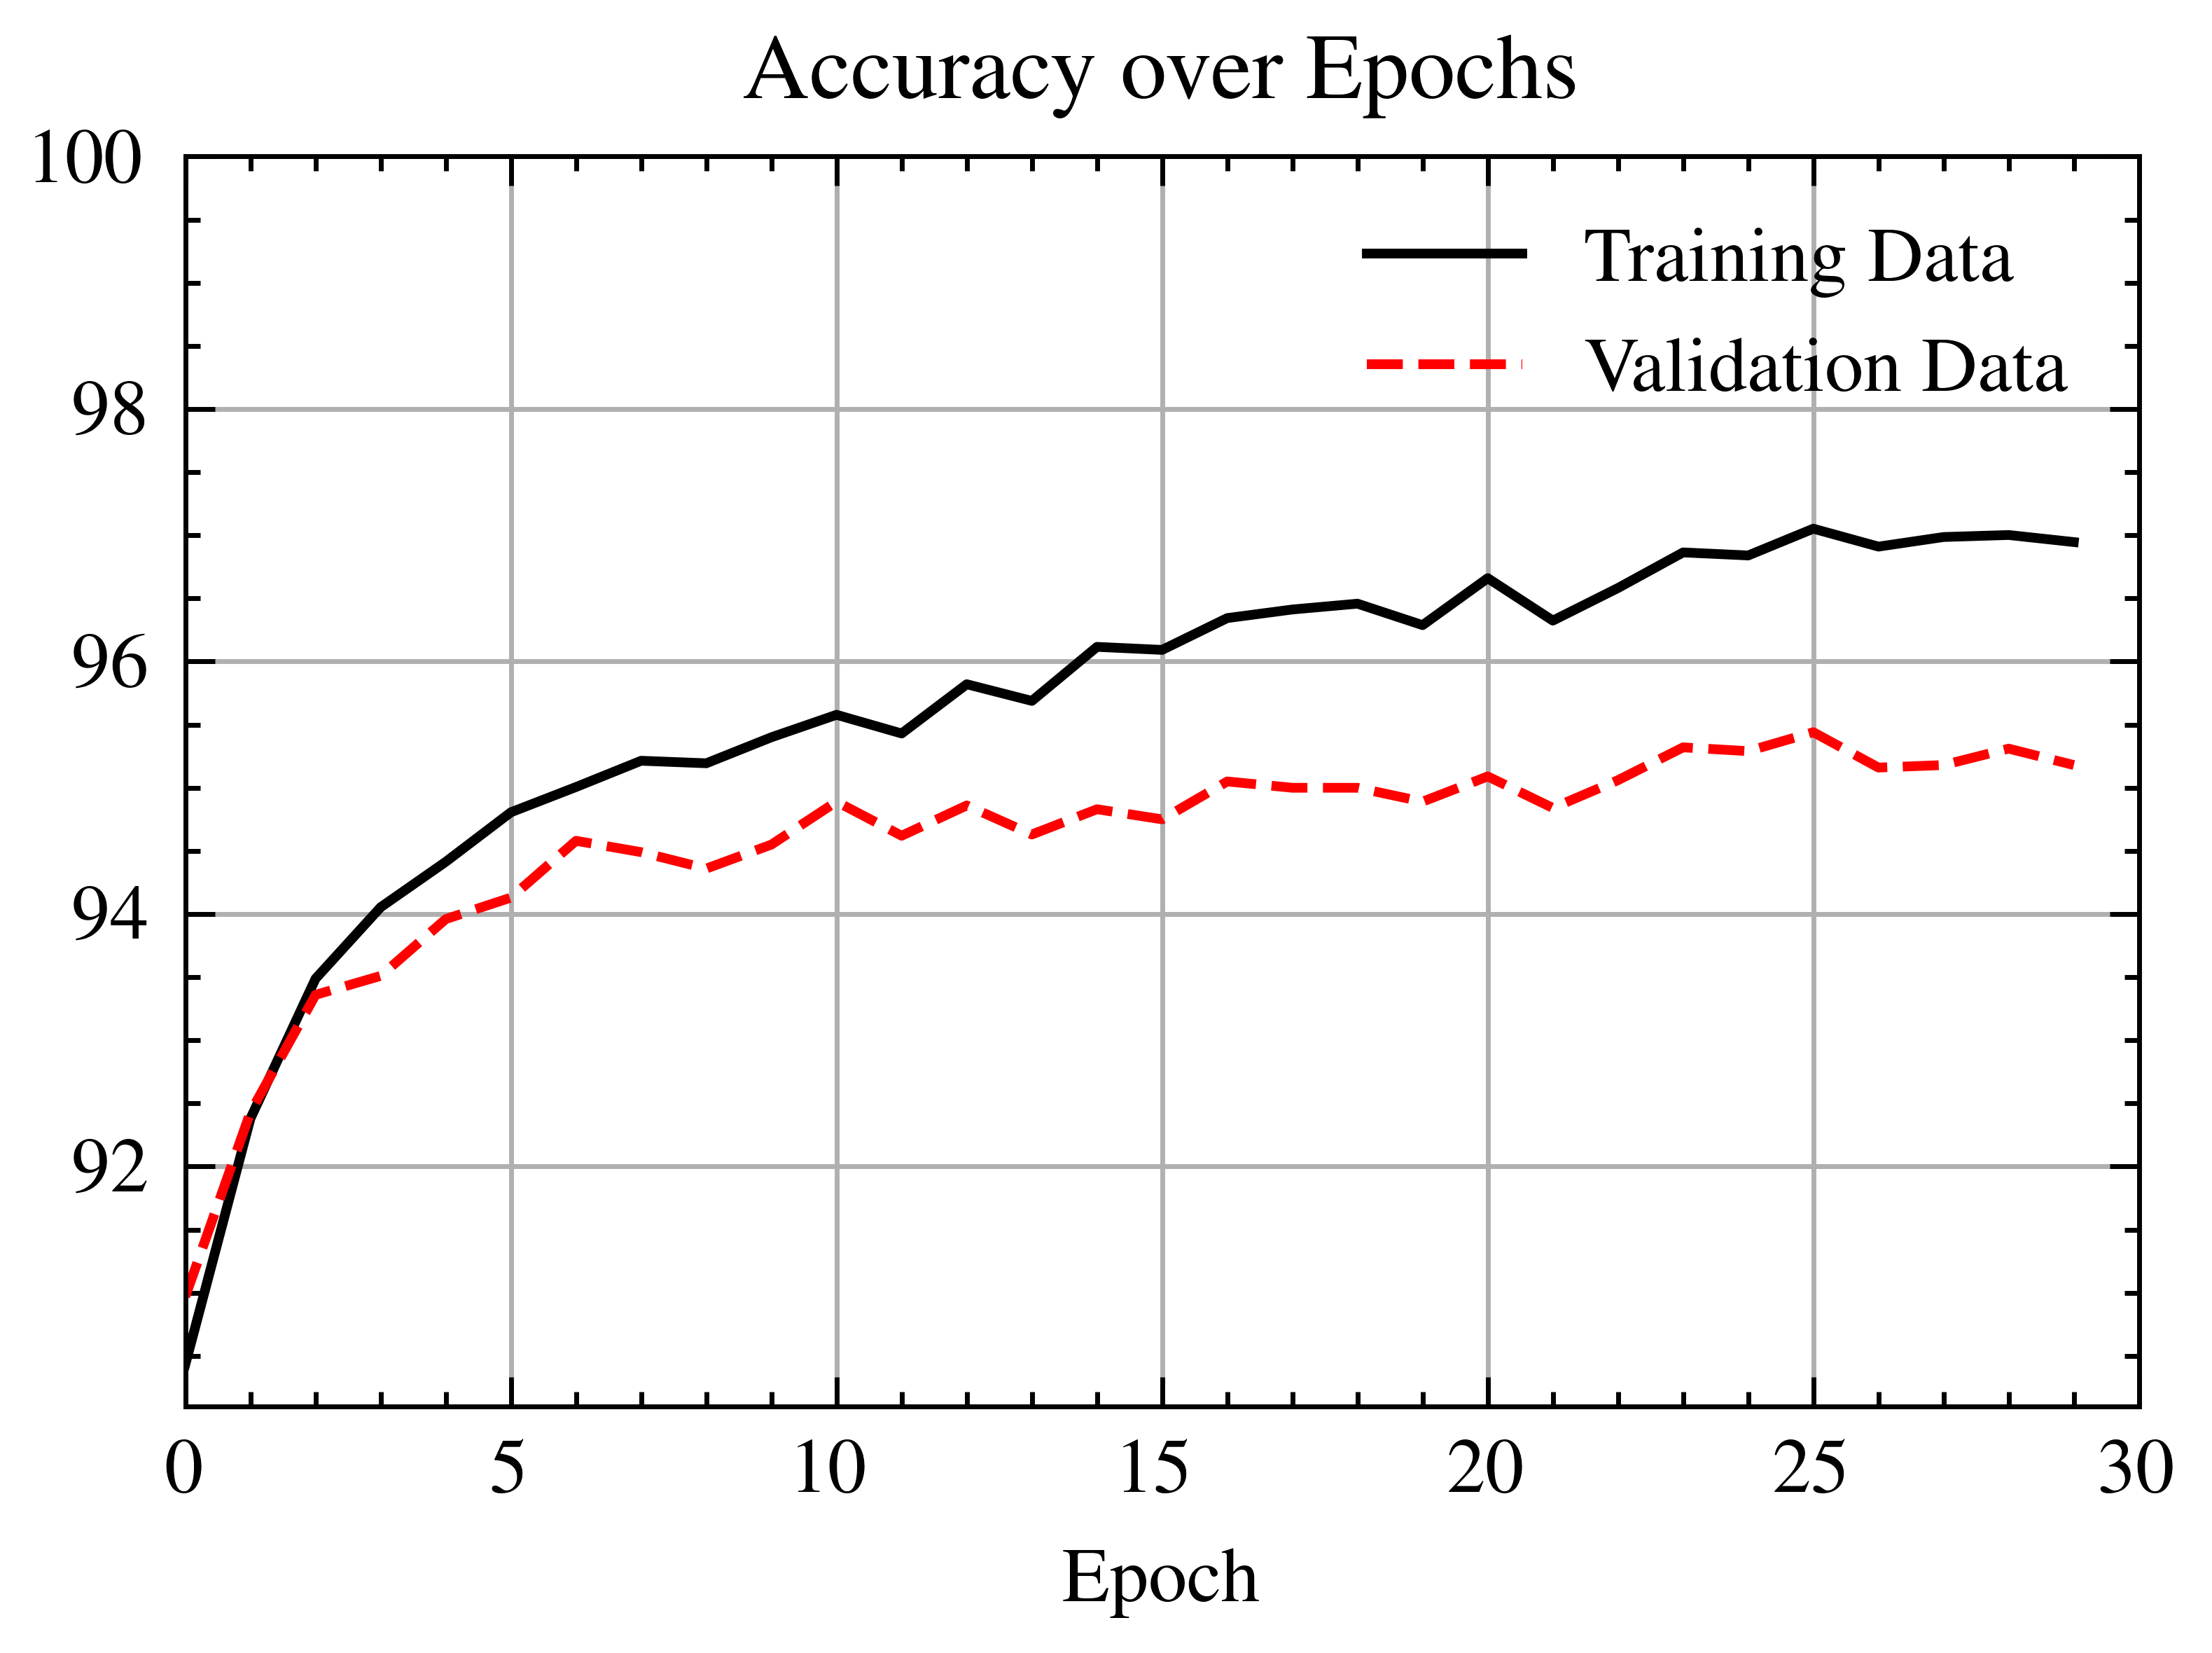 Accuracy over Epochs
100
98
96
94
92
Training Data
Validation Data
0 5 10 15 20 25 30
Epoch